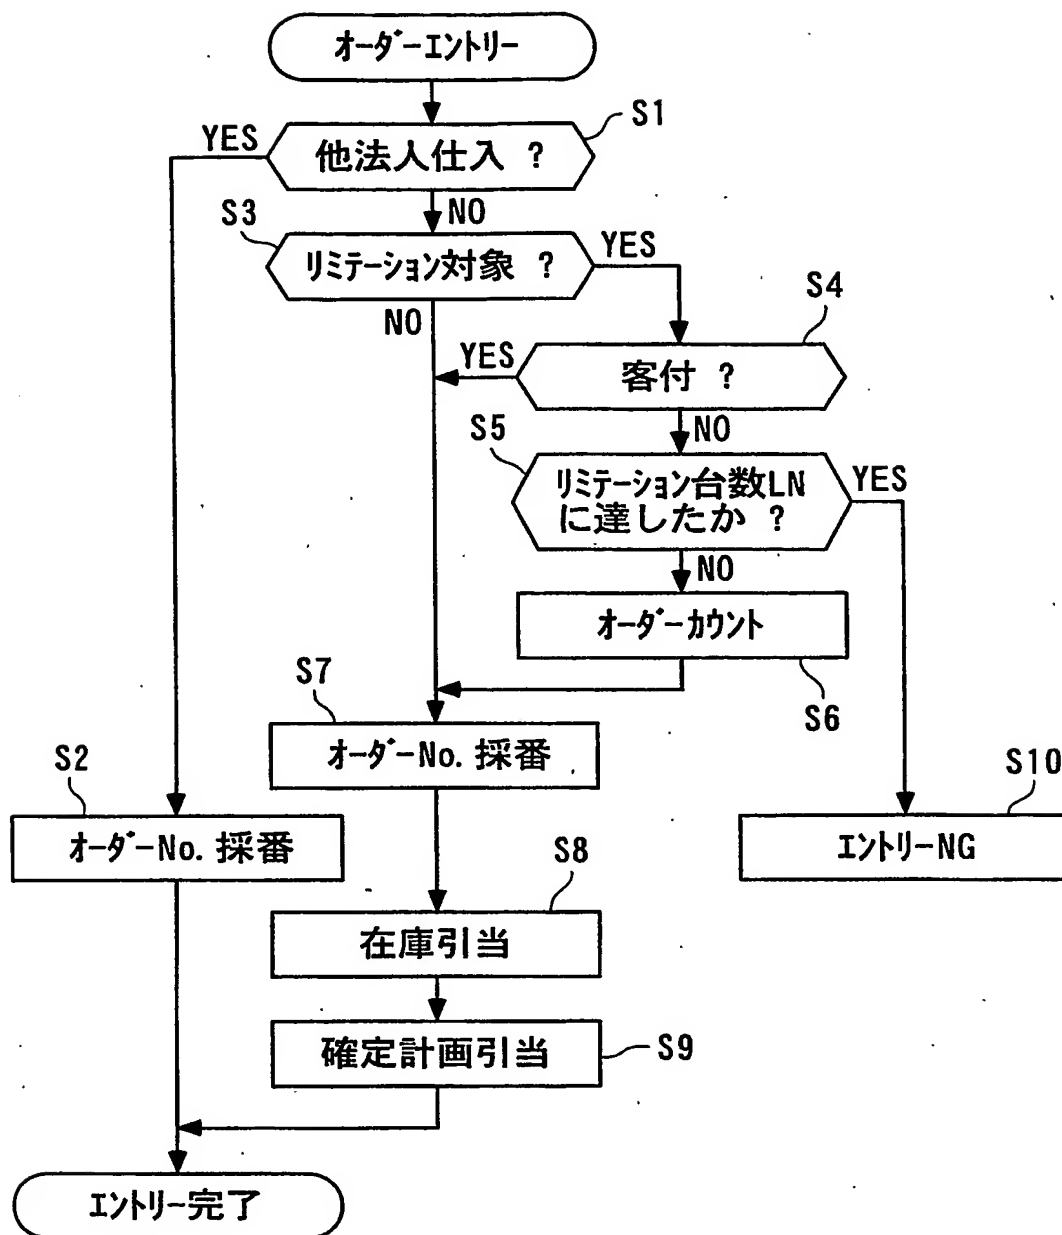 オーダーエントリー
S1
YES
他法人仕入 ?
NO
S3
YES
リミテーション対象 ?
NO
S4
YES
客付 ?
NO
S5
YES
リミテーション台数LN
に達したか ?
NO
オーダーカウント
S6
S7
オーダーNo. 採番
S2
オーダーNo. 採番
S10
エントリーNG
S8
在庫引当
確定計画引当
S9
エントリー完了